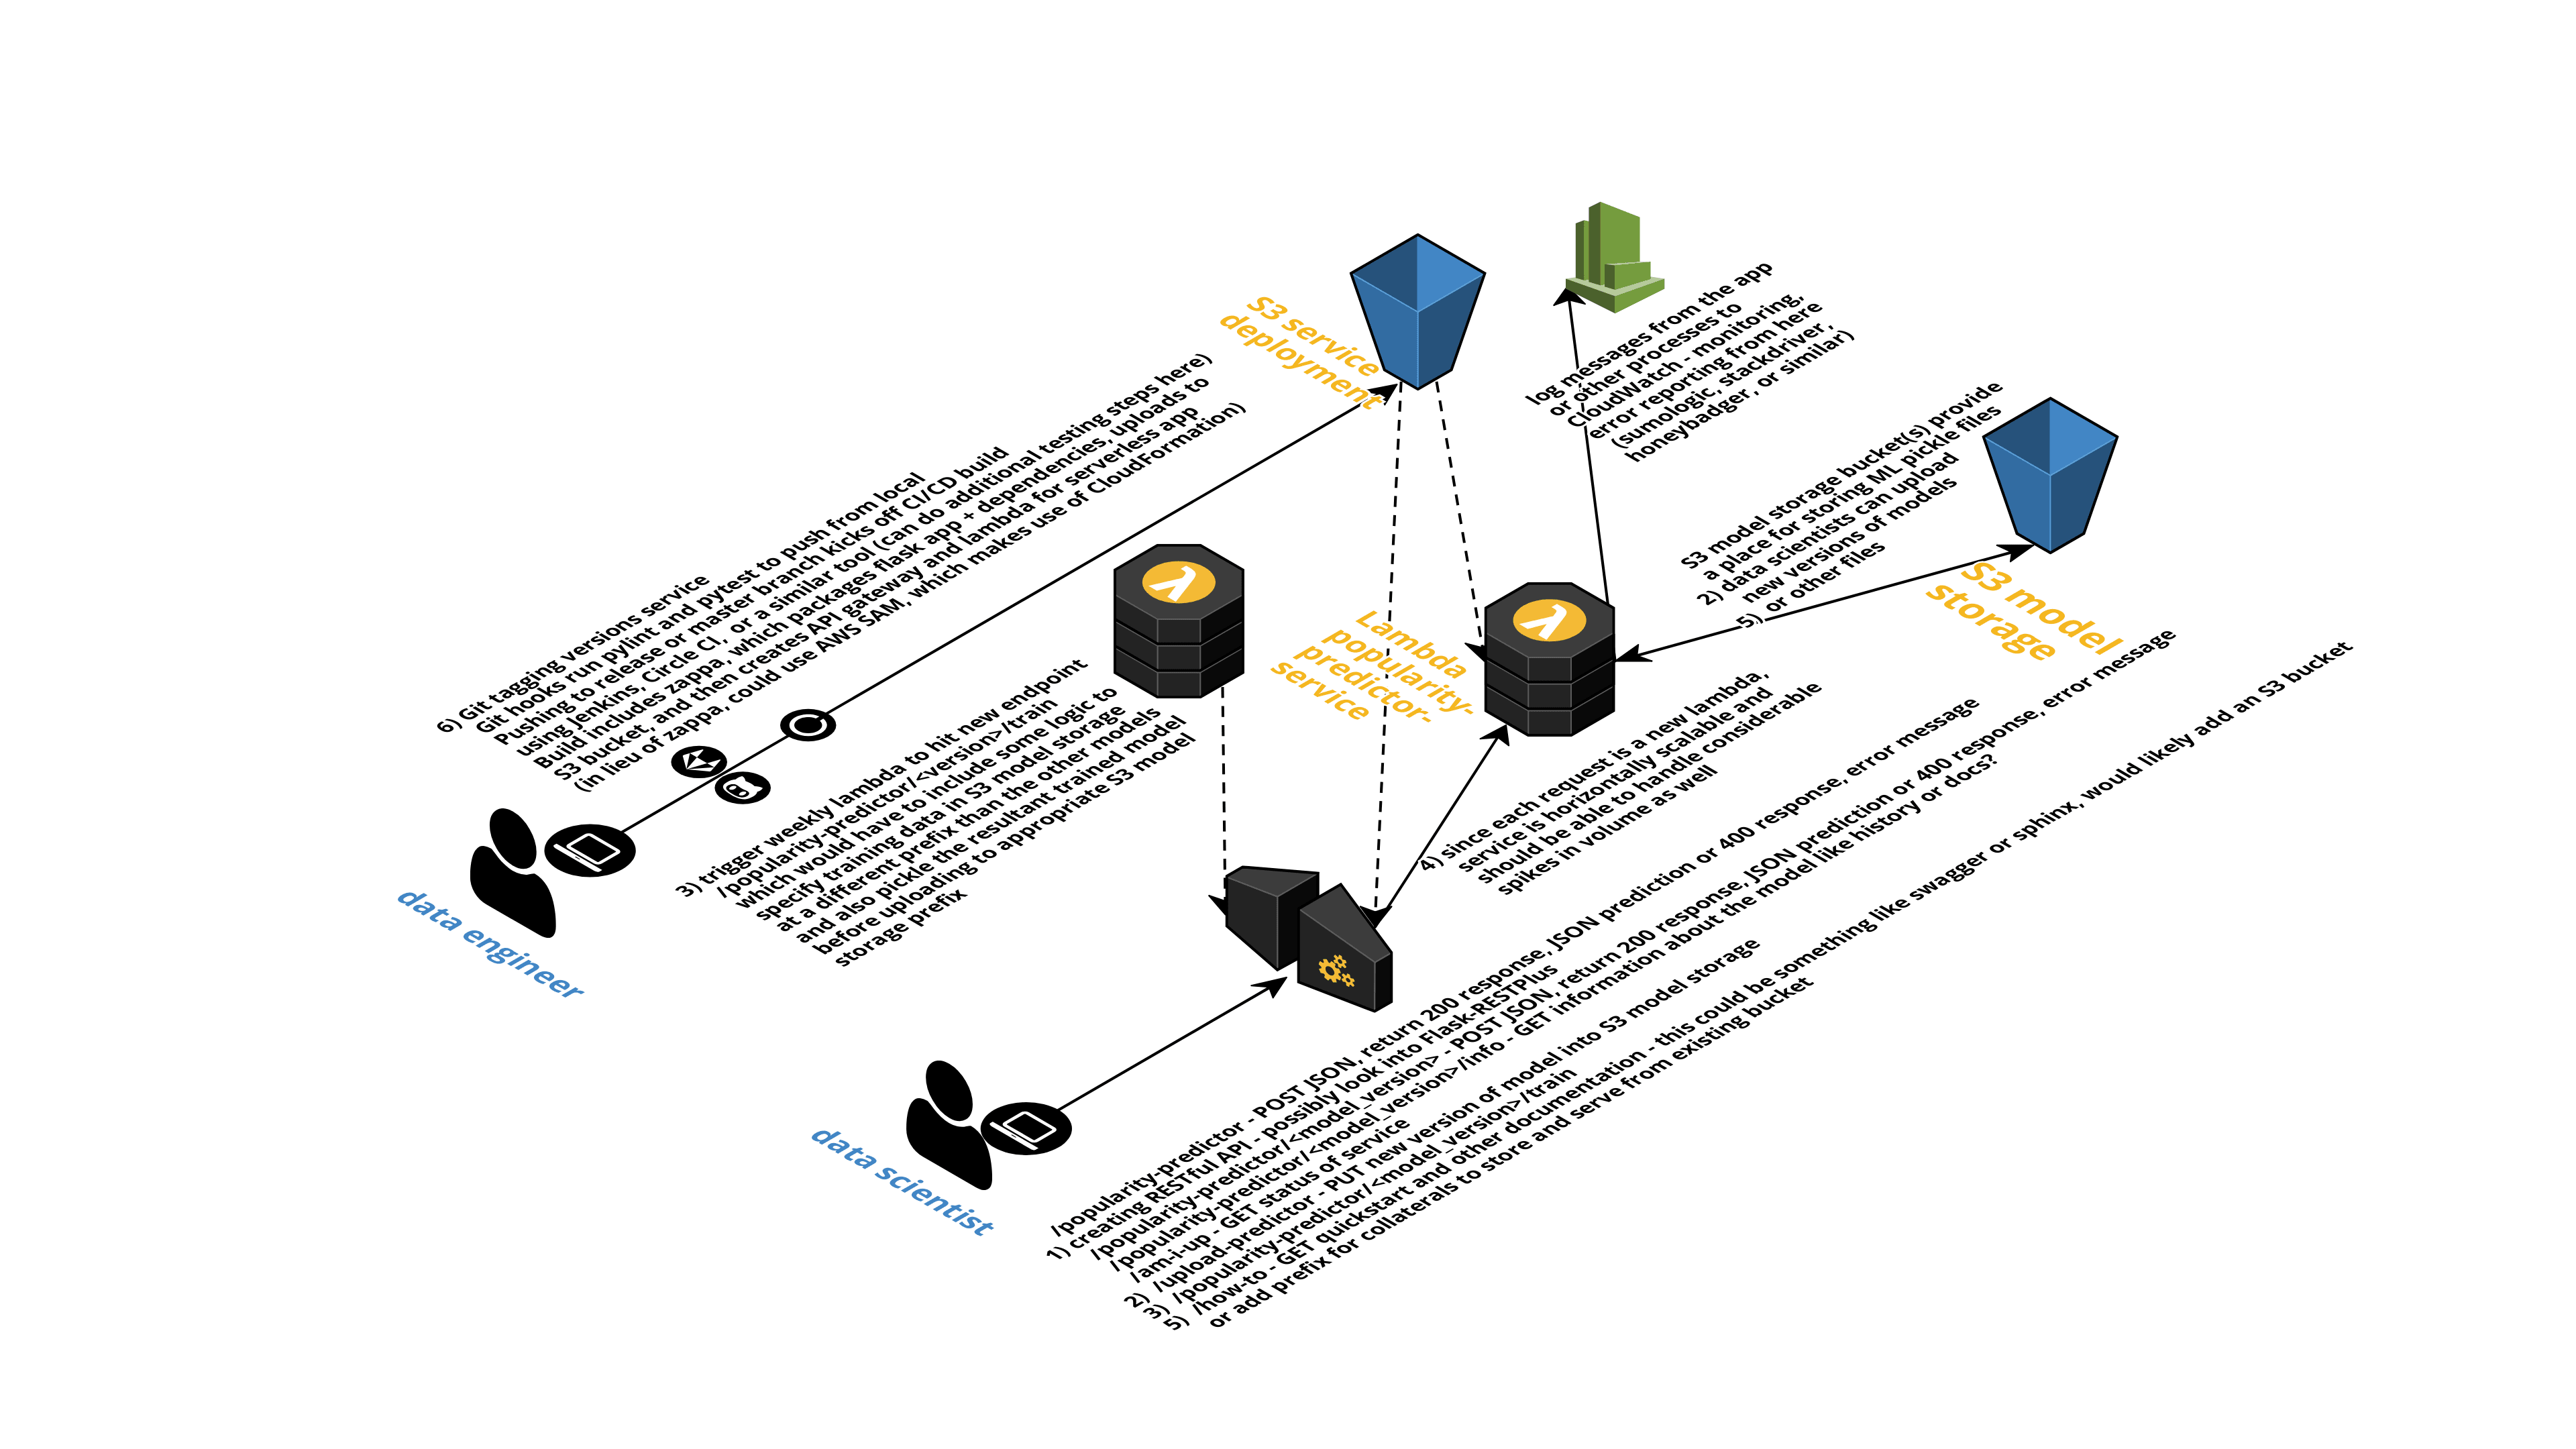 S3 service
deployment
log messages from the app
or other processes to
CloudWatch - monitoring,
error reporting from here
(sumologic, stackdriver,
honeybadger, or similar)
S3 model storage bucket(s) provide
a place for storing ML pickle files
2) data scientists can upload
new versions of models
5) or other files
S3 model
storage
6) Git tagging versions service
Git hooks run pylint and pytest to push from local
Pushing to release or master branch kicks off CI/CD build
using Jenkins, Circle CI, or a similar tool (can do additional testing steps here)
Build includes zappa, which packages flask app + dependencies, uploads to
S3 bucket, and then creates API gateway and lambda for serverless app
(in lieu of zappa, could use AWS SAM, which makes use of CloudFormation)
Lambda
popularity-
predictor-
service
3) trigger weekly lambda to hit new endpoint
/popularity-predictor/<version>/train
which would have to include some logic to
specify training data in S3 model storage
at a different prefix than the other models
and also pickle the resultant trained model
before uploading to appropriate S3 model
storage prefix
4) since each request is a new lambda,
service is horizontally scalable and
should be able to handle considerable
spikes in volume as well
data engineer
data scientist
/popularity-predictor - POST JSON, return 200 response, JSON prediction or 400 response, error message
1) creating RESTful API - possibly look into Flask-RESTPlus
/popularity-predictor/<model_version> - POST JSON, return 200 response, JSON prediction or 400 response, error message
/popularity-predictor/<model_version>/info - GET information about the model like history or docs?
/am-i-up - GET status of service
2) /upload-predictor - PUT new version of model into S3 model storage
3) /popularity-predictor/<model_version>/train
5) /how-to - GET quickstart and other documentation - this could be something like swagger or sphinx, would likely add an S3 bucket
or add prefix for collaterals to store and serve from existing bucket